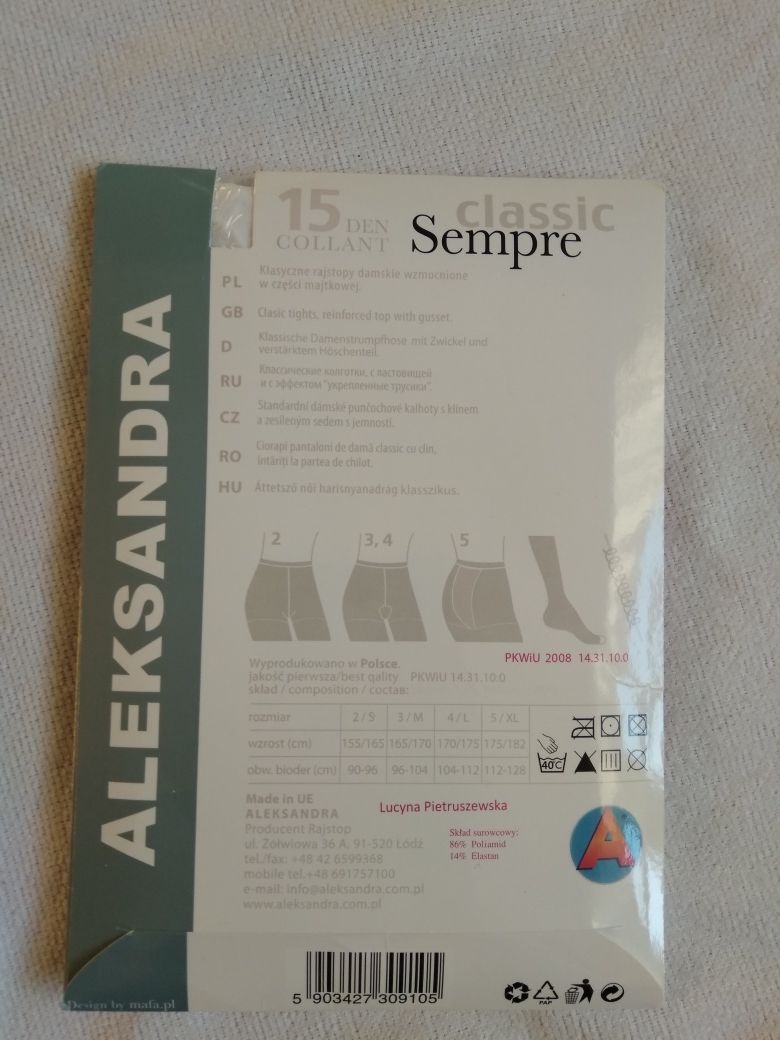 ALEKSANDRA
classic
15 DEN
COLLANT
Sempre
PL Klasyczne rajstopy damskie wzmocnione
w części majtkowej.
GB Clasic tights, reinforced top with gusset.
D Klassische Damenstrumpfhose mit Zwickel und
verstärktem Höschenteil.
RU Классические колготки, с ластовицей
и с эффектом "укрепленные трусики".
CZ Standardní dámské punčochové kalhoty s klínem
a zesíleným sedem s jemností.
RO Ciorapi pantaloni de damă classic cu clin,
întăriți la partea de chilot.
HU Áttetsző női harisnyanadrág klasszikus.
2 3, 4 5
PKWiU 2008 14.31.10.0
Wyprodukowano w Polsce.
jakość pierwsza/best qality PKWiU 14.31.10.0
skład / composition / состав:
rozmiar 2 / S 3 / M 4 / L 5 / XL
wzrost (cm) 155/165 165/170 170/175 175/182
obw. bioder (cm) 90-96 96-104 104-112 112-128
40°C
Made in UE
ALEKSANDRA
Producent Rajstop
ul. Żółwiowa 36 A, 91-520 Łódź
tel./fax: +48 42 6599368
mobile tel.+48 691757100
e-mail: info@aleksandra.com.pl
www.aleksandra.com.pl
Lucyna Pietruszewska
Skład surowcowy:
86% Poliamid
14% Elastan
A
5 903427 309105
PAP
Design by mafa.pl